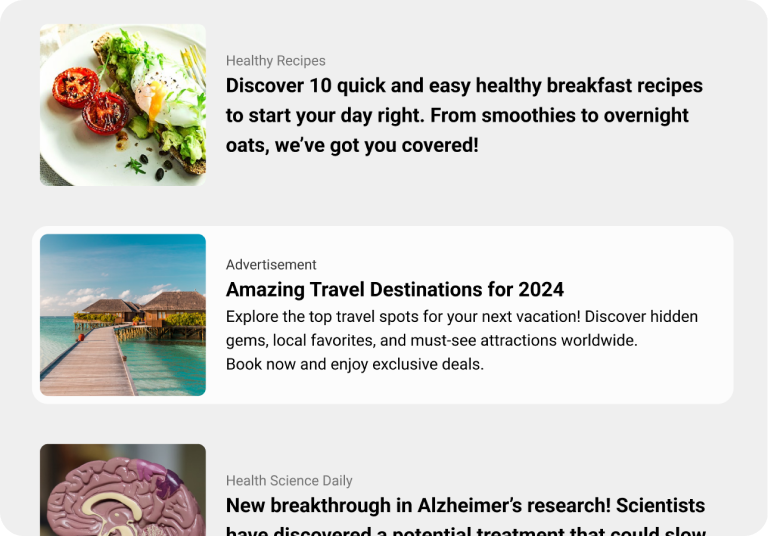 Healthy Recipes
Discover 10 quick and easy healthy breakfast recipes
to start your day right. From smoothies to overnight
oats, we’ve got you covered!
Advertisement
Amazing Travel Destinations for 2024
Explore the top travel spots for your next vacation! Discover hidden
gems, local favorites, and must-see attractions worldwide.
Book now and enjoy exclusive deals.
Health Science Daily
New breakthrough in Alzheimer’s research! Scientists
have discovered a potential treatment that could slow